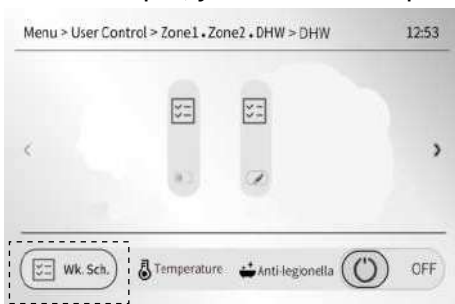 Menu > User Control > Zone1.Zone2.DHW > DHW 12:53
Wk. Sch. Temperature Anti-legionella OFF